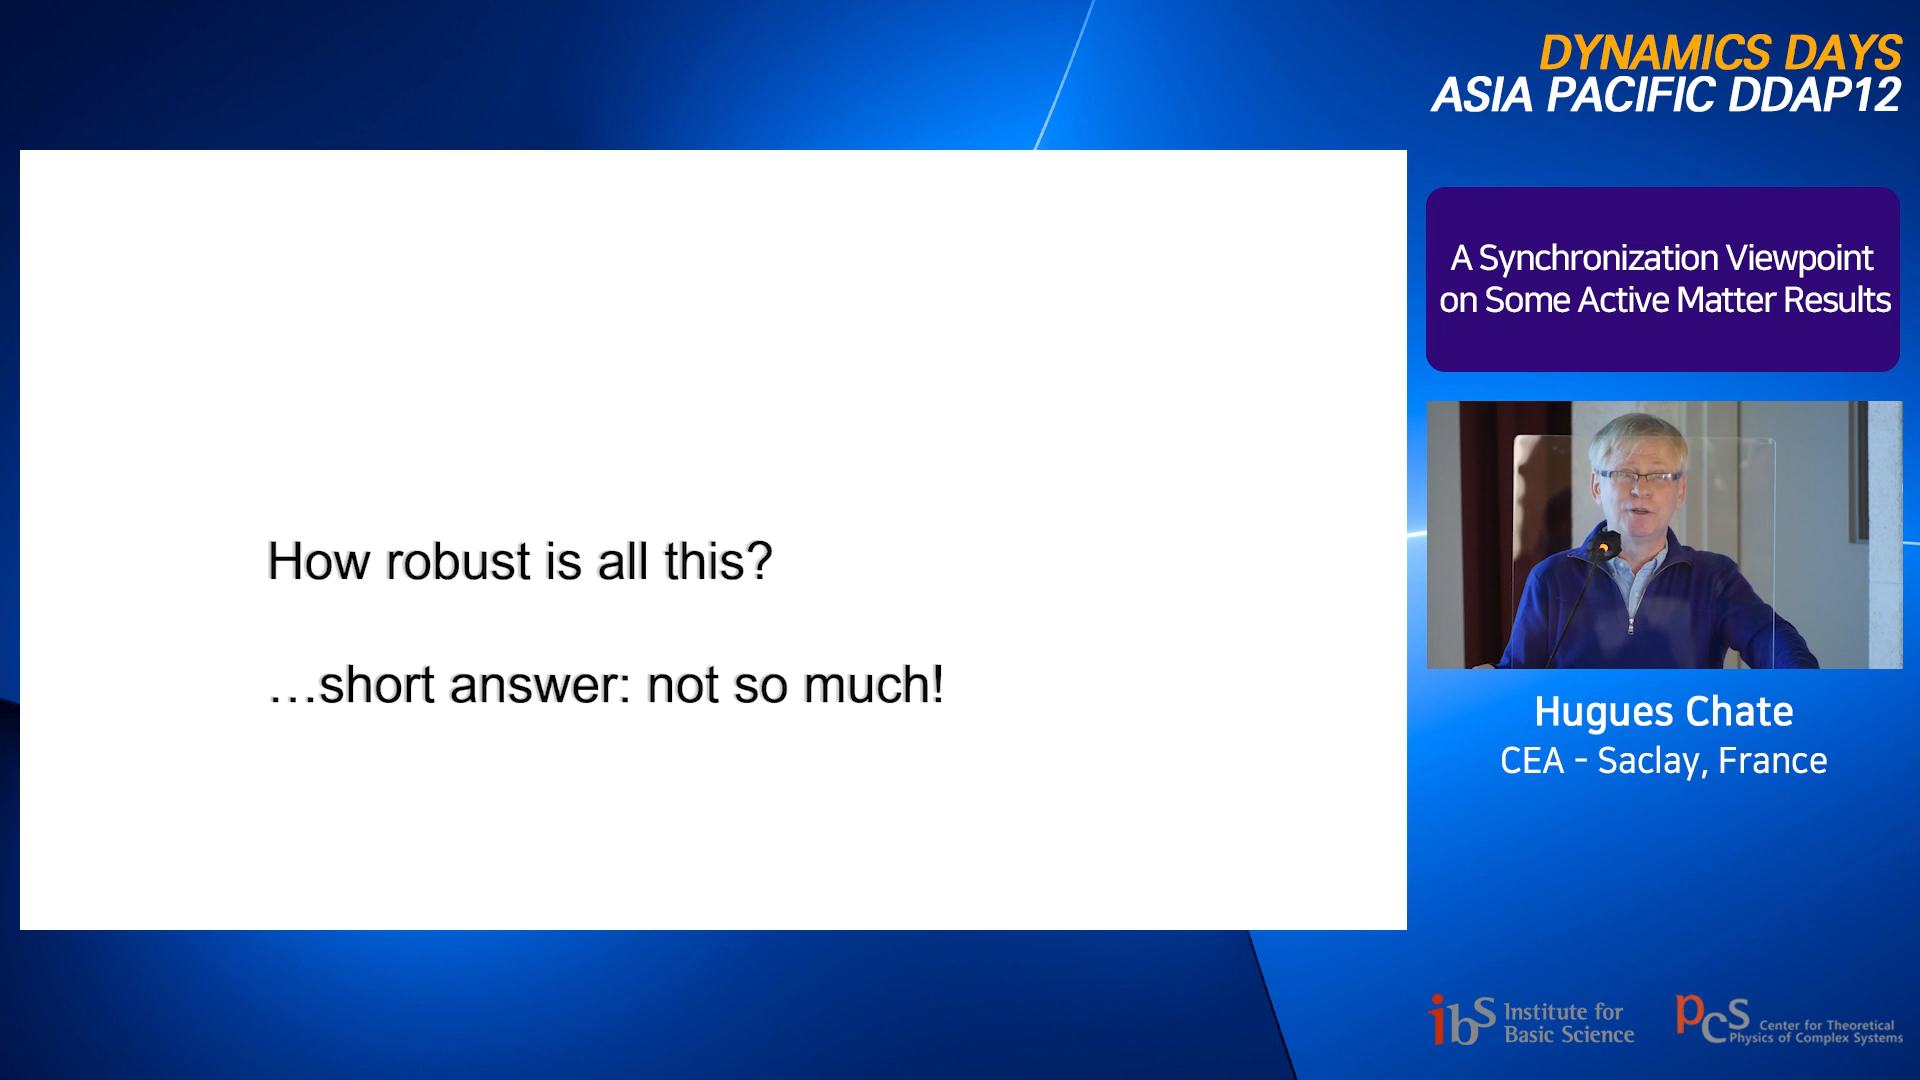 DYNAMICS DAYS
ASIA PACIFIC DDAP12
A Synchronization Viewpoint
on Some Active Matter Results
How robust is all this?
…short answer: not so much!
Hugues Chate
CEA - Saclay, France
ibs Institute for
Basic Science
pcs Center for Theoretical
Physics of Complex Systems